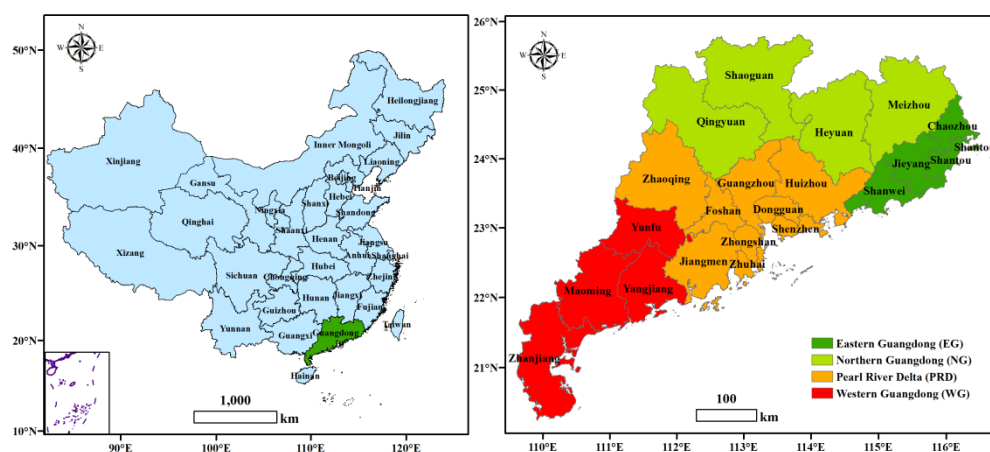 N
W E
S
50°N
40°N
30°N
20°N
10°N
Heilongjiang
Jilin
Inner Mongoli
Liaoning
Xinjiang
Beijing
Tianjin
Gansu
Hebei
Shanxi
Ningxia
Shandong
Qinghai
Shaanxi
Henan
Jiangsu
Xizang
Anhui
Shanghai
Sichuan
Hubei
Chongqing
Zhejing
Hunan
Jiangxi
Guizhou
Fujian
Yunnan
Guangxi
Guangdong
Taiwan
Hainan
1,000
km
90°E 100°E 110°E 120°E
N
W E
S
26°N
25°N
24°N
23°N
22°N
21°N
Shaoguan
Meizhou
Qingyuan
Heyuan
Chaozhou
Shantou
Jieyang
Shantou
Zhaoqing
Guangzhou
Huizhou
Shanwei
Foshan
Dongguan
Yunfu
Shenzhen
Zhongshan
Jiangmen
Zhuhai
Maoming
Yangjiang
Zhanjiang
Eastern Guangdong (EG)
Northern Guangdong (NG)
Pearl River Delta (PRD)
Western Guangdong (WG)
100
km
110°E 111°E 112°E 113°E 114°E 115°E 116°E